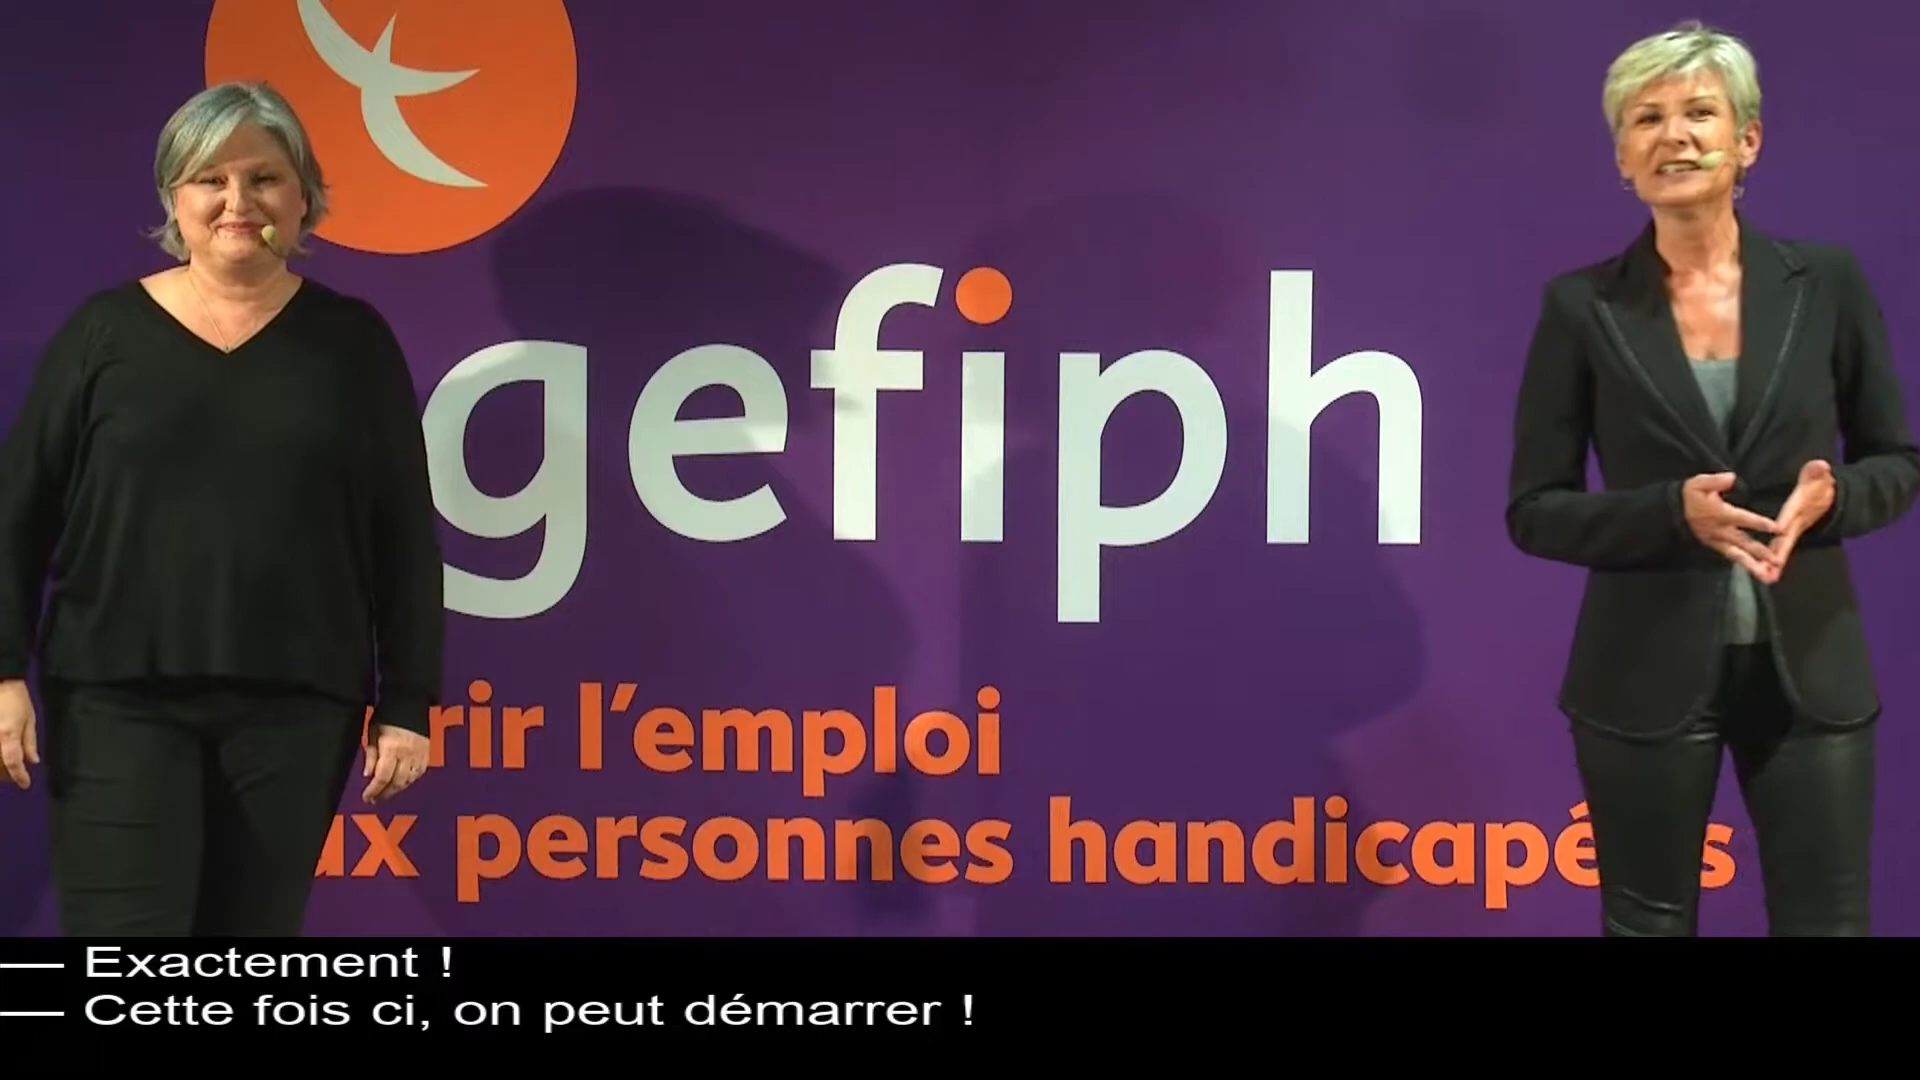 gefiph
rir l'emploi
ux personnes handicapé s
— Exactement !
— Cette fois ci, on peut démarrer !